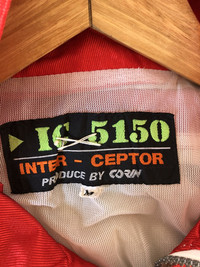 IC 5150
INTER-CEPTOR
PRODUCE BY CORIN